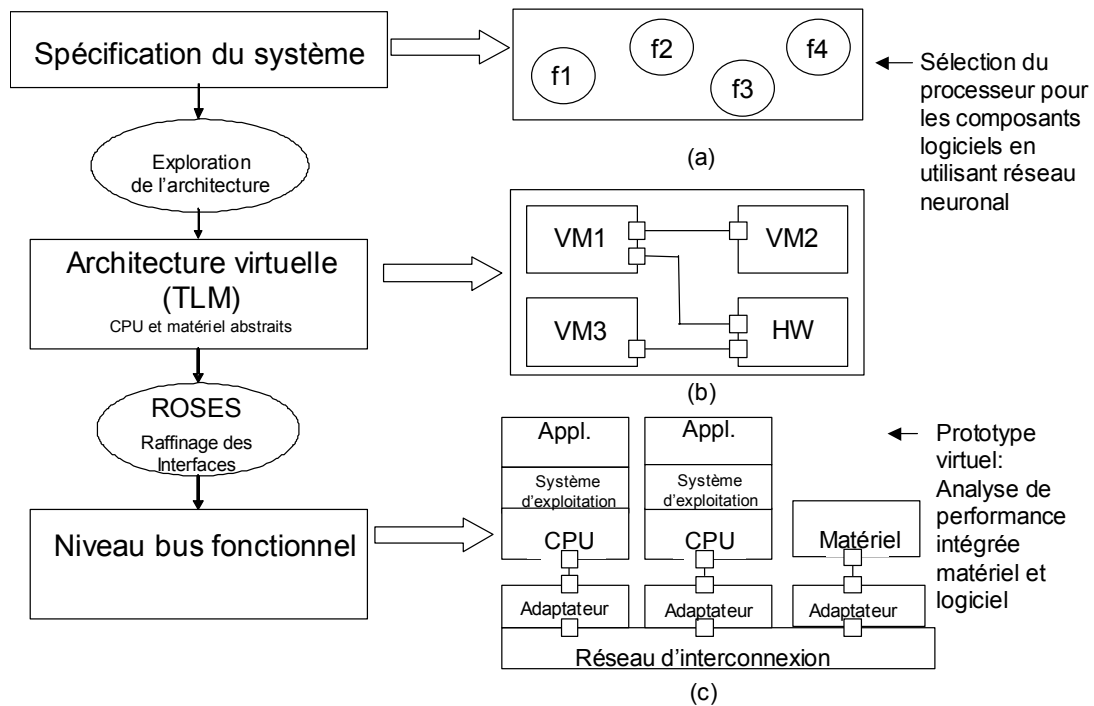 Spécification du système
f1
f2
f3
f4
Sélection du
processeur pour
les composants
logiciels en
utilisant réseau
neuronal
(a)
Exploration
de l’architecture
Architecture virtuelle
(TLM)
CPU et matériel abstraits
VM1
VM2
VM3
HW
(b)
ROSES
Raffinage des
Interfaces
Niveau bus fonctionnel
Appl.
Système
d’exploitation
CPU
Adaptateur
Appl.
Système
d’exploitation
CPU
Adaptateur
Matériel
Adaptateur
Réseau d’interconnexion
(c)
Prototype
virtuel:
Analyse de
performance
intégrée
matériel et
logiciel